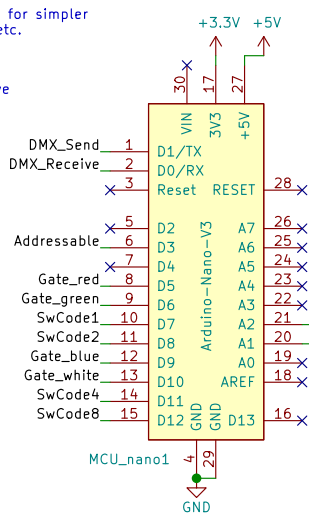 for simpler
etc.
+3.3V
+5V
30
17
27
VIN
3V3
+5V
DMX_Send 1 D1/TX
DMX_Receive 2 D0/RX
3 Reset RESET 28
5 D2 A7 26
Addressable 6 D3 A6 25
7 D4 A5 24
Gate_red 8 D5 A4 23
Gate_green 9 D6 A3 22
SwCode1 10 D7 A2 21
SwCode2 11 D8 A1 20
Gate_blue 12 D9 A0 19
Gate_white 13 D10 AREF 18
SwCode4 14 D11
SwCode8 15 D12 D13 16
Arduino-Nano-V3
GND
GND
MCU_nano1
4
29
GND